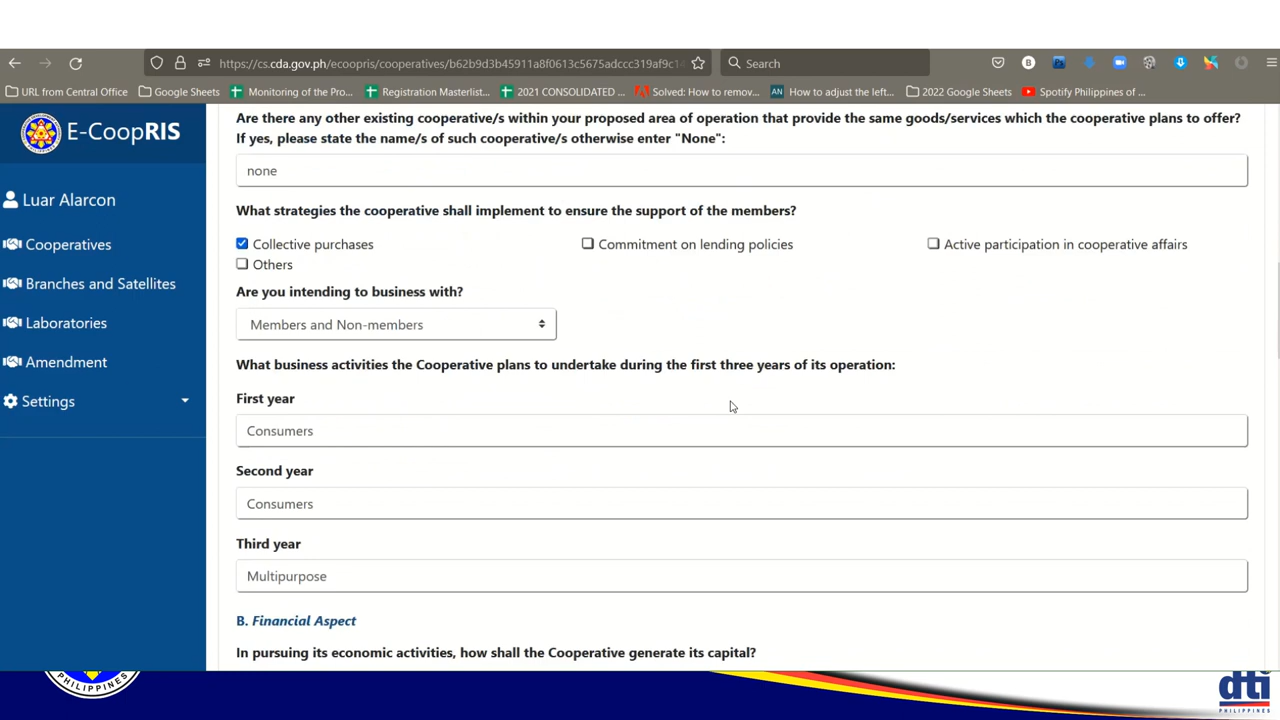 https://cs.cda.gov.ph/ecoopris/cooperatives/b62b9d3b45911a8f0613c5675adccc319af9c14
Search
URL from Central Office
Google Sheets
Monitoring of the Pro...
Registration Masterlist...
2021 CONSOLIDATED ...
Solved: How to remov...
AN How to adjust the left...
2022 Google Sheets
Spotify Philippines of ...
E-CoopRIS
Luar Alarcon
Cooperatives
Branches and Satellites
Laboratories
Amendment
Settings
Are there any other existing cooperative/s within your proposed area of operation that provide the same goods/services which the cooperative plans to offer?
If yes, please state the name/s of such cooperative/s otherwise enter "None":
none
What strategies the cooperative shall implement to ensure the support of the members?
Collective purchases
Commitment on lending policies
Active participation in cooperative affairs
Others
Are you intending to business with?
Members and Non-members
What business activities the Cooperative plans to undertake during the first three years of its operation:
First year
Consumers
Second year
Consumers
Third year
Multipurpose
B. Financial Aspect
In pursuing its economic activities, how shall the Cooperative generate its capital?
PHILIPPINES
dti
PHILIPPINES